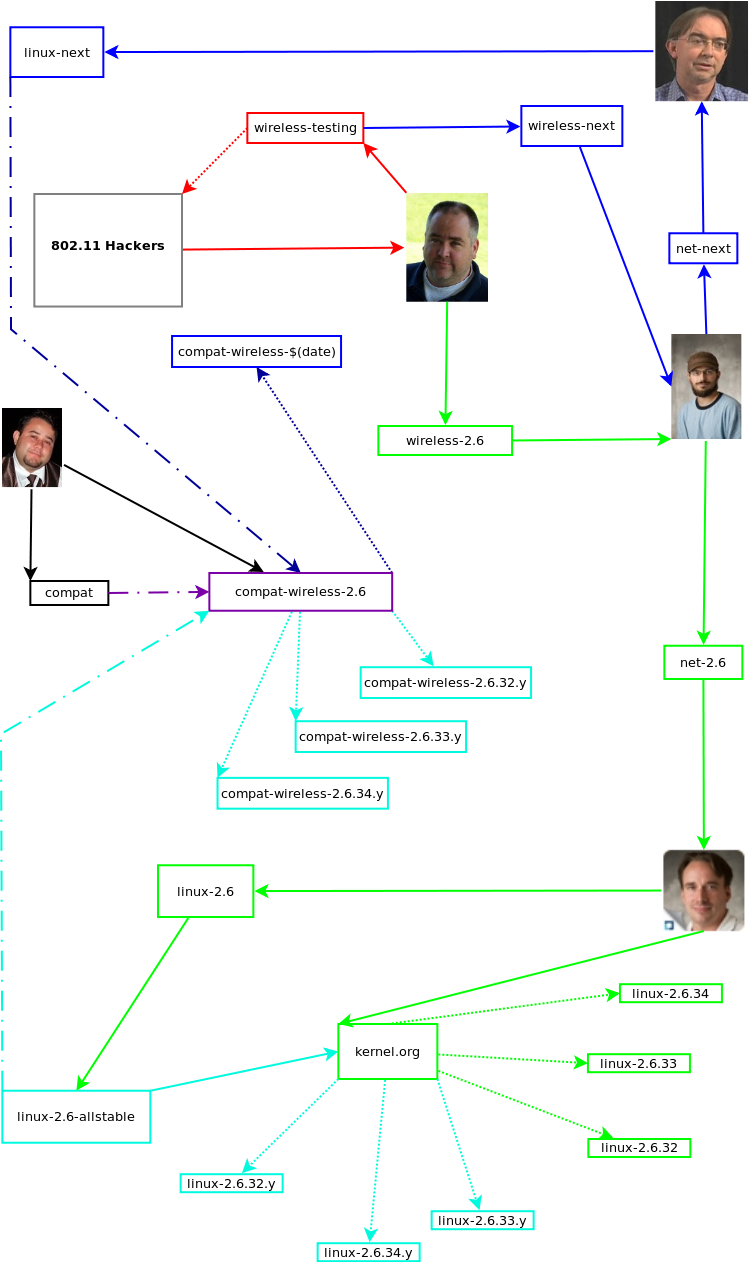 linux-next
wireless-testing
wireless-next
802.11 Hackers
net-next
compat-wireless-$(date)
wireless-2.6
compat
compat-wireless-2.6
net-2.6
compat-wireless-2.6.32.y
compat-wireless-2.6.33.y
compat-wireless-2.6.34.y
linux-2.6
linux-2.6.34
kernel.org
linux-2.6.33
linux-2.6-allstable
linux-2.6.32
linux-2.6.32.y
linux-2.6.33.y
linux-2.6.34.y